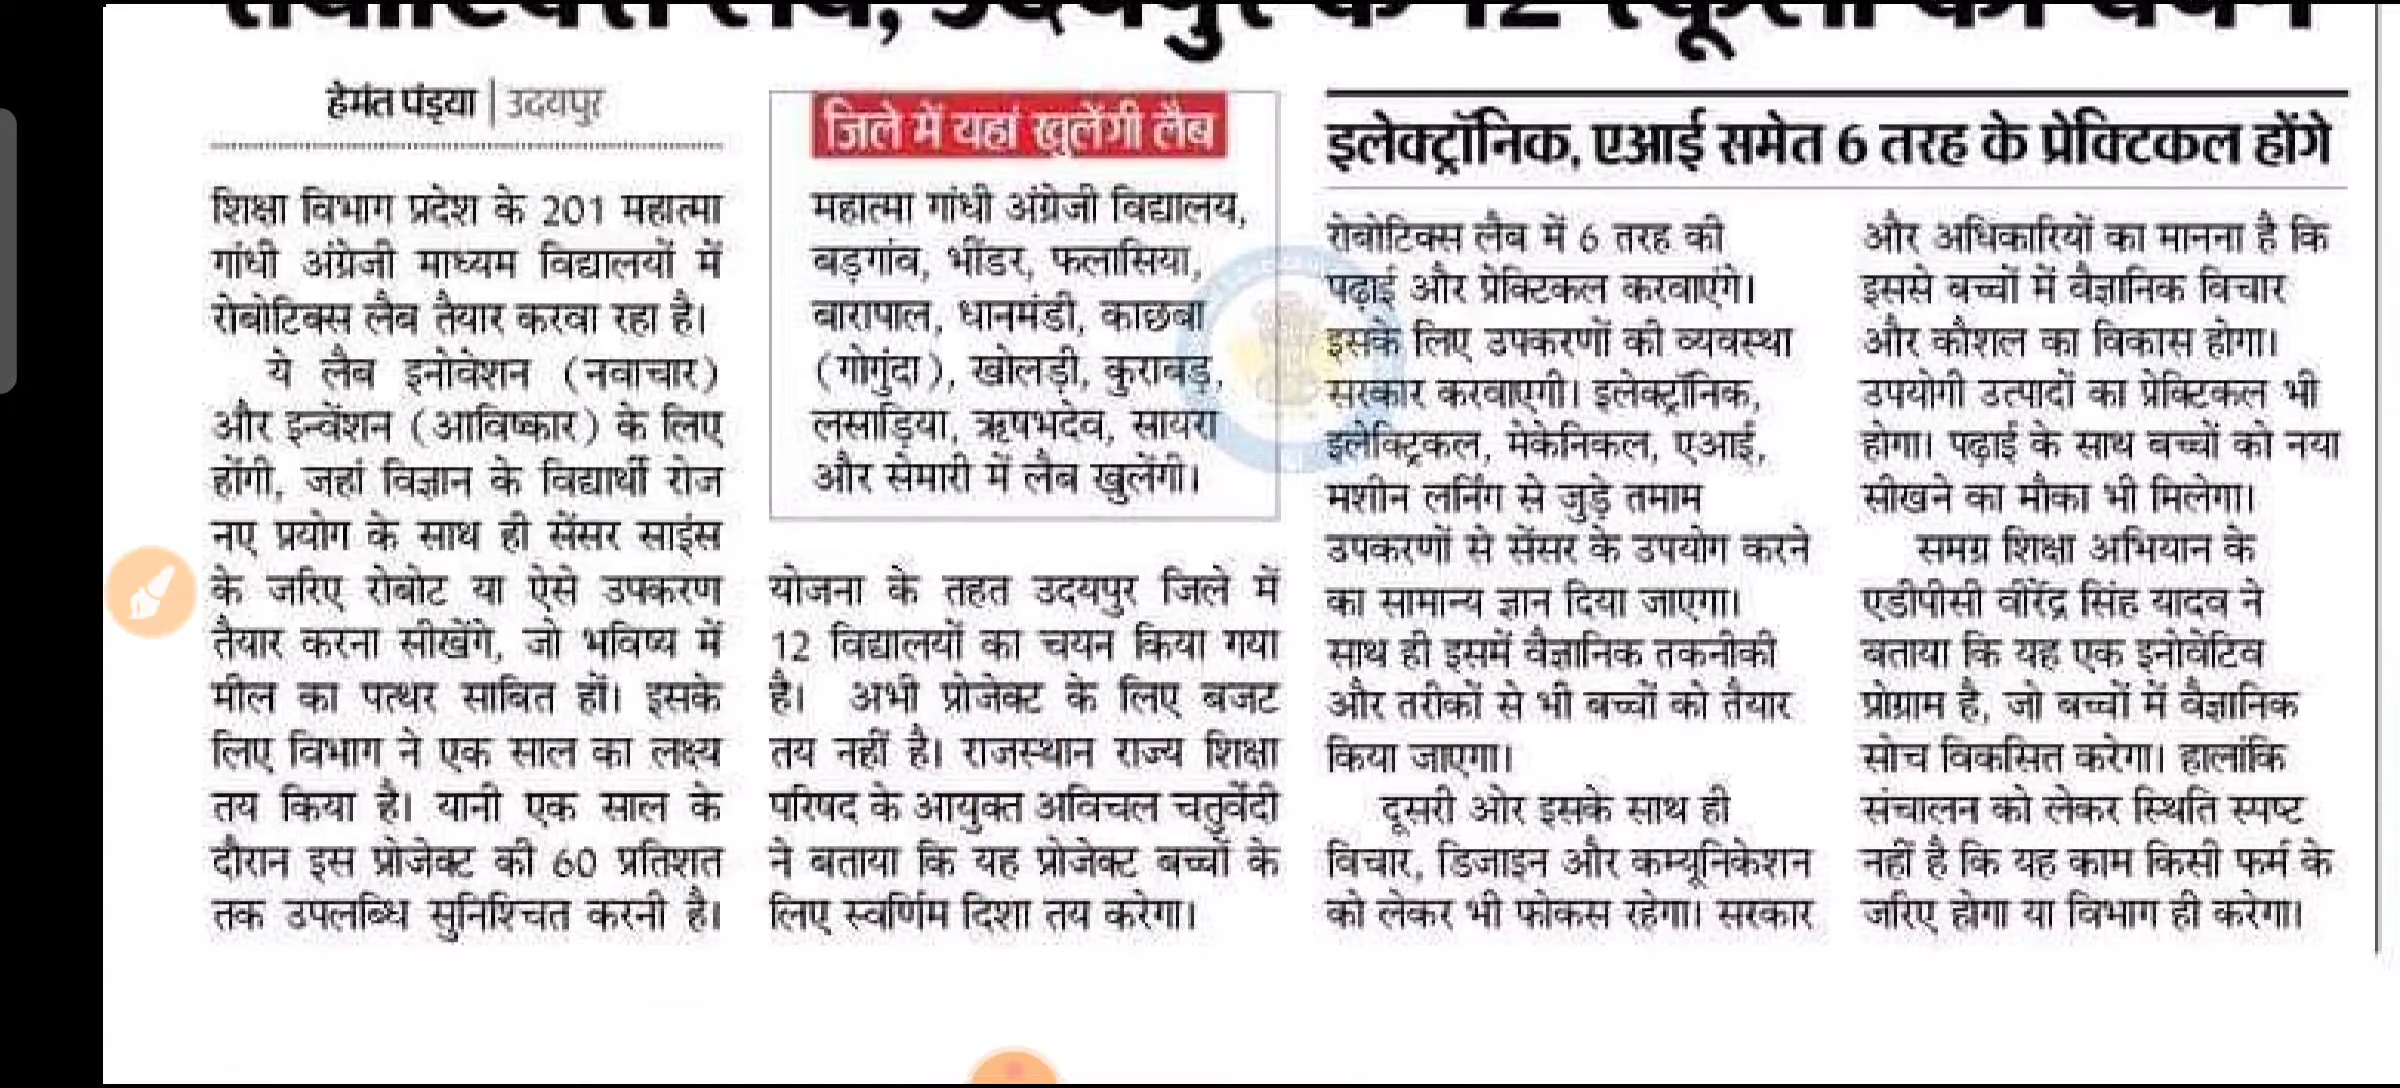 उदयपुर के 12 स्कूलों का चयन
हेमंत पंड्या | उदयपुर
शिक्षा विभाग प्रदेश के 201 महात्मा
गांधी अंग्रेजी माध्यम विद्यालयों में
रोबोटिक्स लैब तैयार करवा रहा है।
ये लैब इनोवेशन (नवाचार)
और इन्वेंशन (आविष्कार) के लिए
होंगी, जहां विज्ञान के विद्यार्थी रोज
नए प्रयोग के साथ ही सेंसर साइंस
के जरिए रोबोट या ऐसे उपकरण
तैयार करना सीखेंगे, जो भविष्य में
मील का पत्थर साबित हों। इसके
लिए विभाग ने एक साल का लक्ष्य
तय किया है। यानी एक साल के
दौरान इस प्रोजेक्ट की 60 प्रतिशत
तक उपलब्धि सुनिश्चित करनी है।
जिले में यहां खुलेंगी लैब
महात्मा गांधी अंग्रेजी विद्यालय,
बड़गांव, भींडर, फलासिया,
बारापाल, धानमंडी, काछबा
(गोगुंदा), खोलड़ी, कुराबड़,
लसाड़िया, ऋषभदेव, सायरा
और सेमारी में लैब खुलेंगी।
योजना के तहत उदयपुर जिले में
12 विद्यालयों का चयन किया गया
है। अभी प्रोजेक्ट के लिए बजट
तय नहीं है। राजस्थान राज्य शिक्षा
परिषद के आयुक्त अविचल चतुर्वेदी
ने बताया कि यह प्रोजेक्ट बच्चों के
लिए स्वर्णिम दिशा तय करेगा।
इलेक्ट्रॉनिक, एआई समेत 6 तरह के प्रेक्टिकल होंगे
रोबोटिक्स लैब में 6 तरह की
पढ़ाई और प्रेक्टिकल करवाएंगे।
इसके लिए उपकरणों की व्यवस्था
सरकार करवाएगी। इलेक्ट्रॉनिक,
इलेक्ट्रिकल, मेकेनिकल, एआई,
मशीन लर्निंग से जुड़े तमाम
उपकरणों से सेंसर के उपयोग करने
का सामान्य ज्ञान दिया जाएगा।
साथ ही इसमें वैज्ञानिक तकनीकी
और तरीकों से भी बच्चों को तैयार
किया जाएगा।
दूसरी ओर इसके साथ ही
विचार, डिजाइन और कम्यूनिकेशन
को लेकर भी फोकस रहेगा। सरकार
और अधिकारियों का मानना है कि
इससे बच्चों में वैज्ञानिक विचार
और कौशल का विकास होगा।
उपयोगी उत्पादों का प्रेक्टिकल भी
होगा। पढ़ाई के साथ बच्चों को नया
सीखने का मौका भी मिलेगा।
समग्र शिक्षा अभियान के
एडीपीसी वीरेंद्र सिंह यादव ने
बताया कि यह एक इनोवेटिव
प्रोग्राम है, जो बच्चों में वैज्ञानिक
सोच विकसित करेगा। हालांकि
संचालन को लेकर स्थिति स्पष्ट
नहीं है कि यह काम किसी फर्म के
जरिए होगा या विभाग ही करेगा।